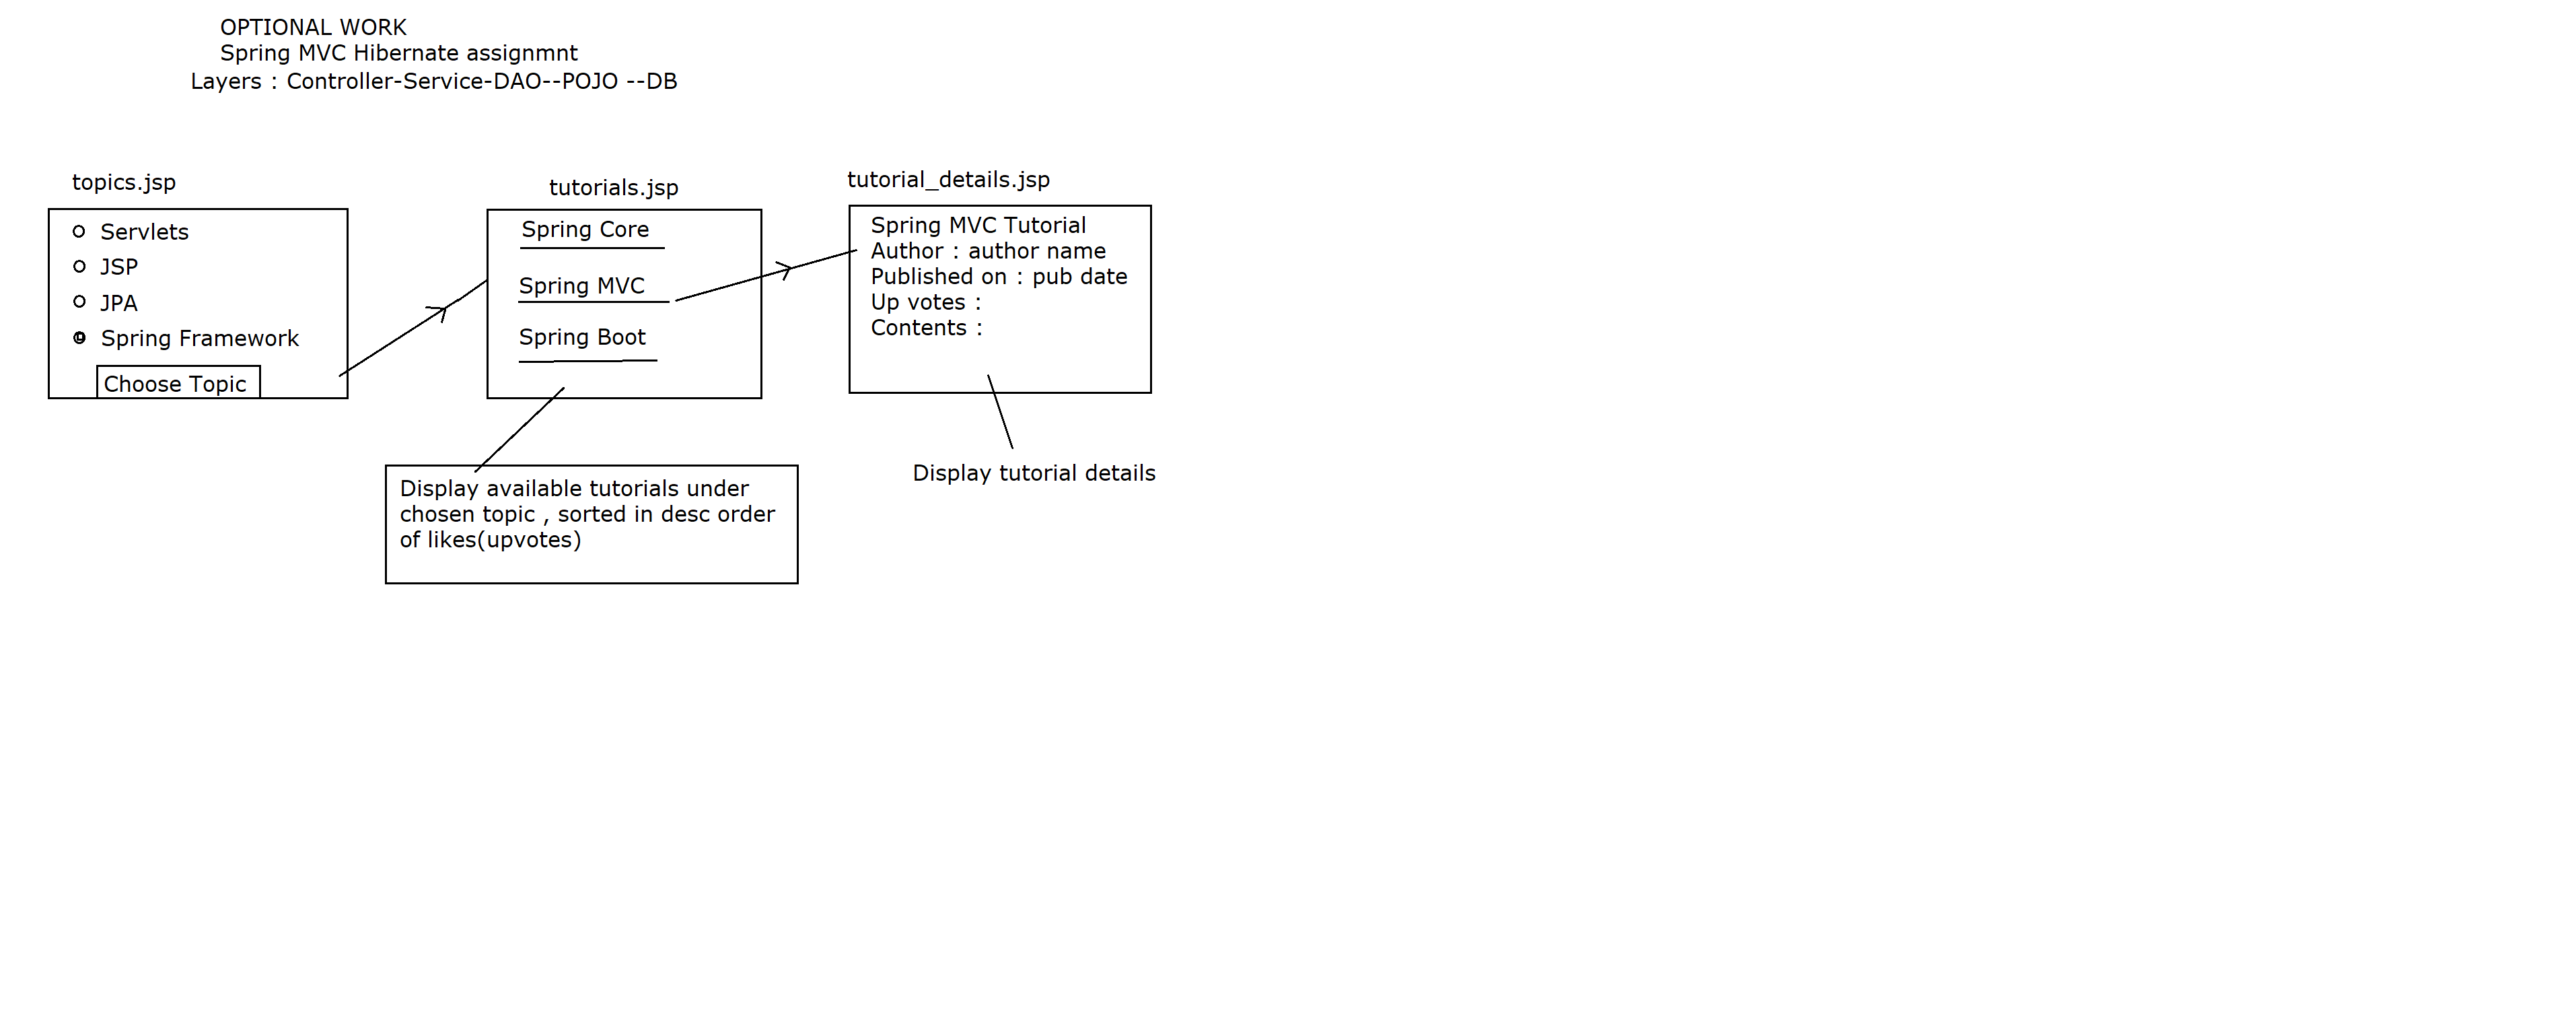 OPTIONAL WORK
Spring MVC Hibernate assignmnt
Layers : Controller-Service-DAO--POJO --DB
topics.jsp
Servlets
JSP
JPA
Spring Framework
Choose Topic
tutorials.jsp
Spring Core
Spring MVC
Spring Boot
Display available tutorials under
chosen topic , sorted in desc order
of likes(upvotes)
tutorial_details.jsp
Spring MVC Tutorial
Author : author name
Published on : pub date
Up votes :
Contents :
Display tutorial details